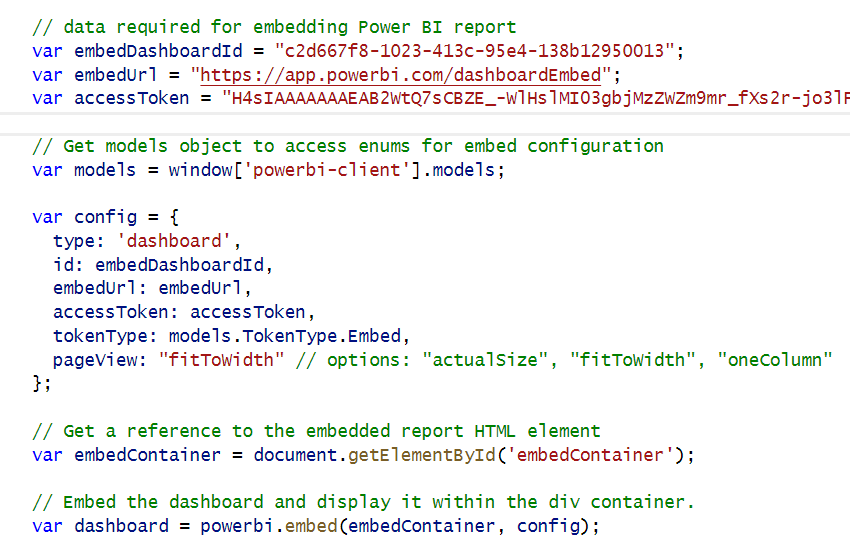 // data required for embedding Power BI report
var embedDashboardId = "c2d667f8-1023-413c-95e4-138b12950013";
var embedUrl = "https://app.powerbi.com/dashboardEmbed";
var accessToken = "H4sIAAAAAAAEAB2WtQ7sCBZE_-WlHslMIO3gbjMzZWZm9mr_fXs2r-jo3lF
// Get models object to access enums for embed configuration
var models = window['powerbi-client'].models;
var config = {
  type: 'dashboard',
  id: embedDashboardId,
  embedUrl: embedUrl,
  accessToken: accessToken,
  tokenType: models.TokenType.Embed,
  pageView: "fitToWidth" // options: "actualSize", "fitToWidth", "oneColumn"
};
// Get a reference to the embedded report HTML element
var embedContainer = document.getElementById('embedContainer');
// Embed the dashboard and display it within the div container.
var dashboard = powerbi.embed(embedContainer, config);